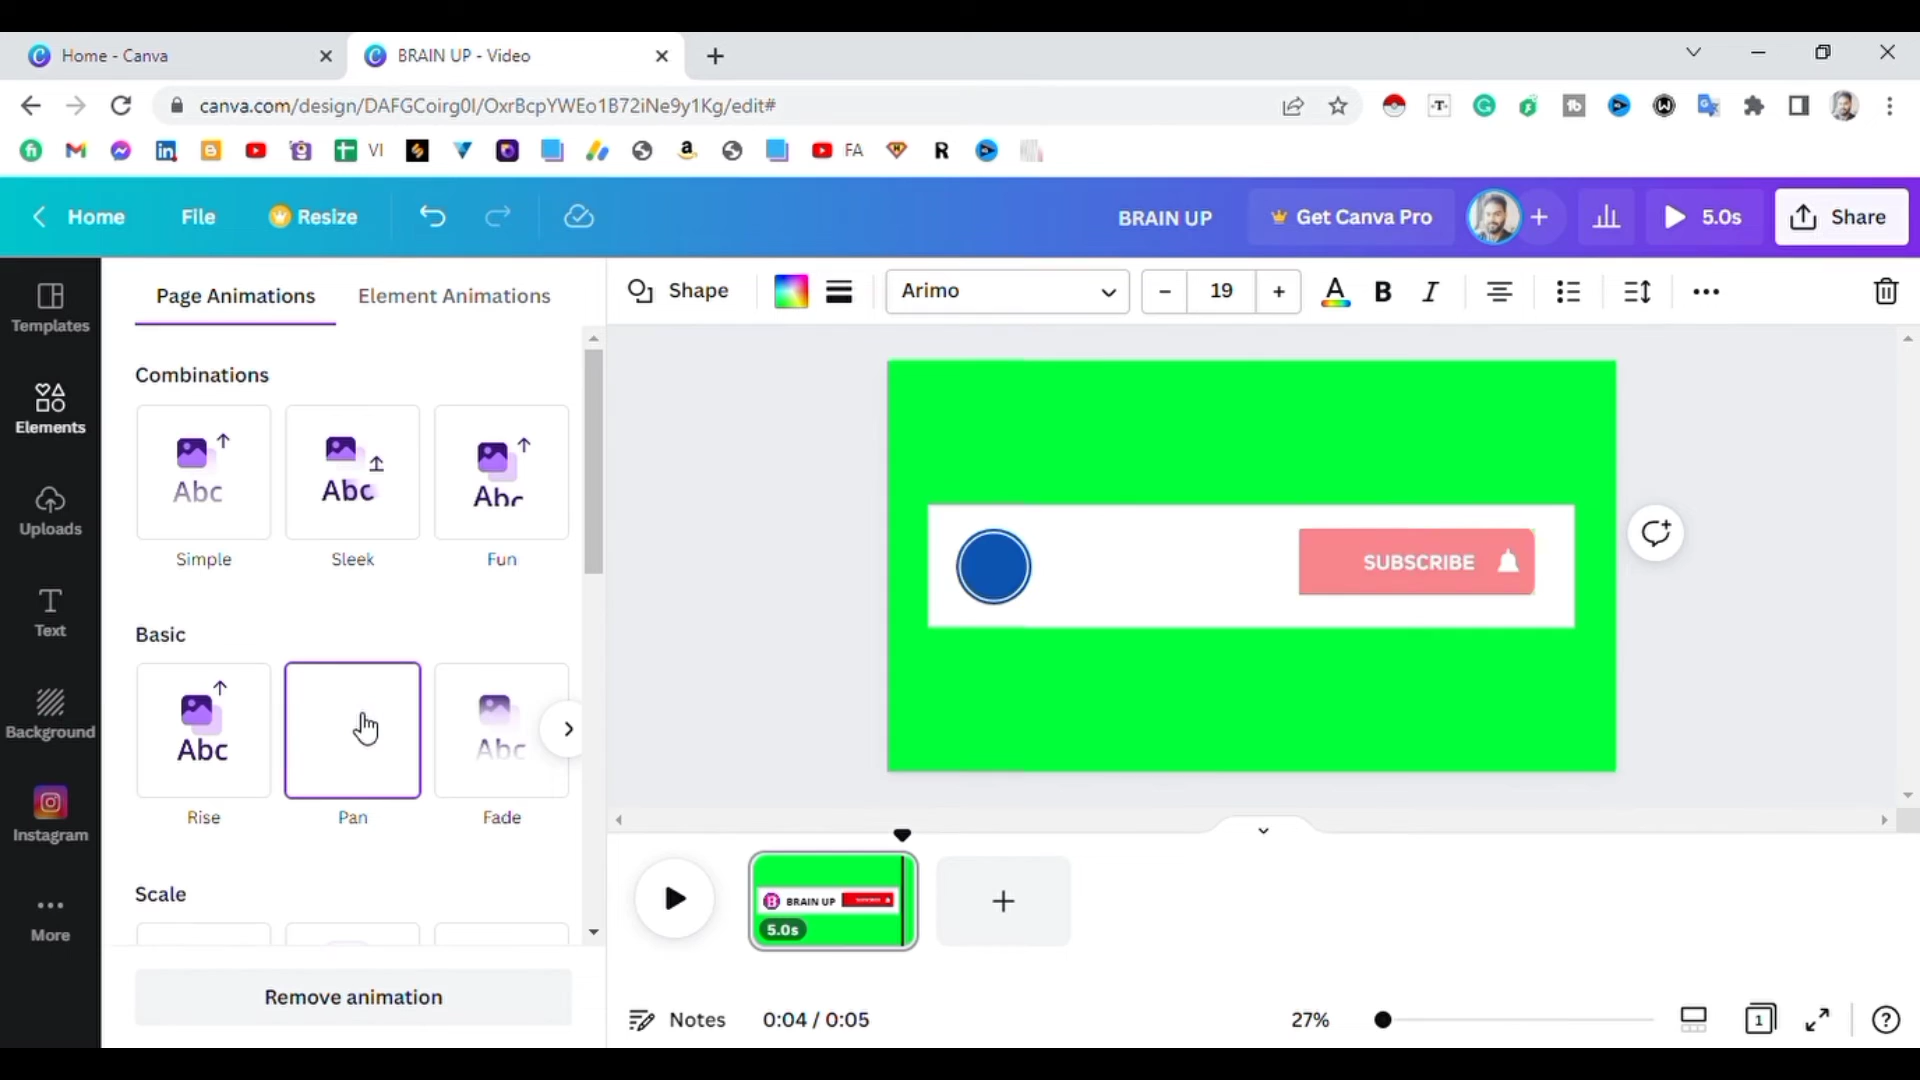 Home - Canva
BRAIN UP - Video
canva.com/design/DAFGCoirg0I/OxrBcpYWEo1B72iNe9y1Kg/edit#
VI
FA
Home
File
Resize
BRAIN UP
Get Canva Pro
5.0s
Share
Templates
Elements
Uploads
Text
Background
Instagram
More
Page Animations
Element Animations
Shape
Arimo
19
Combinations
Abc
Abc
Abc
Simple
Sleek
Fun
Basic
Abc
Abc
Rise
Pan
Fade
Scale
Remove animation
SUBSCRIBE
BRAIN UP
5.0s
Notes
0:04 / 0:05
27%
1